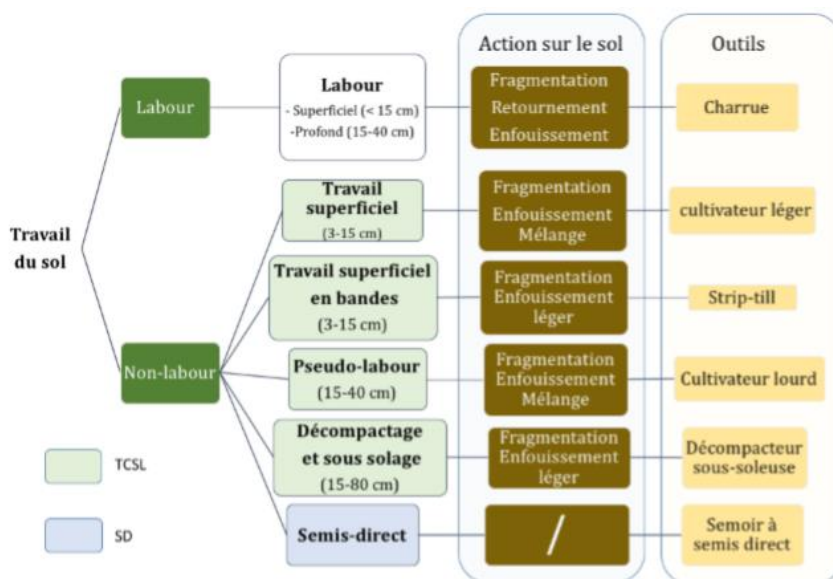 Action sur le sol
Outils
Labour
Labour
- Superficiel (< 15 cm)
-Profond (15-40 cm)
Fragmentation
Retournement
Enfouissement
Charrue
Travail
superficiel
(3-15 cm)
Fragmentation
Enfouissement
Mélange
cultivateur léger
Travail
du sol
Travail superficiel
en bandes
(3-15 cm)
Fragmentation
Enfouissement
léger
Strip-till
Non-labour
Pseudo-labour
(15-40 cm)
Fragmentation
Enfouissement
Mélange
Cultivateur lourd
Décompactage
et sous solage
(15-80 cm)
Fragmentation
Enfouissement
léger
Décompacteur
sous-soleuse
TCSL
Semis-direct
/
Semoir à
semis direct
SD